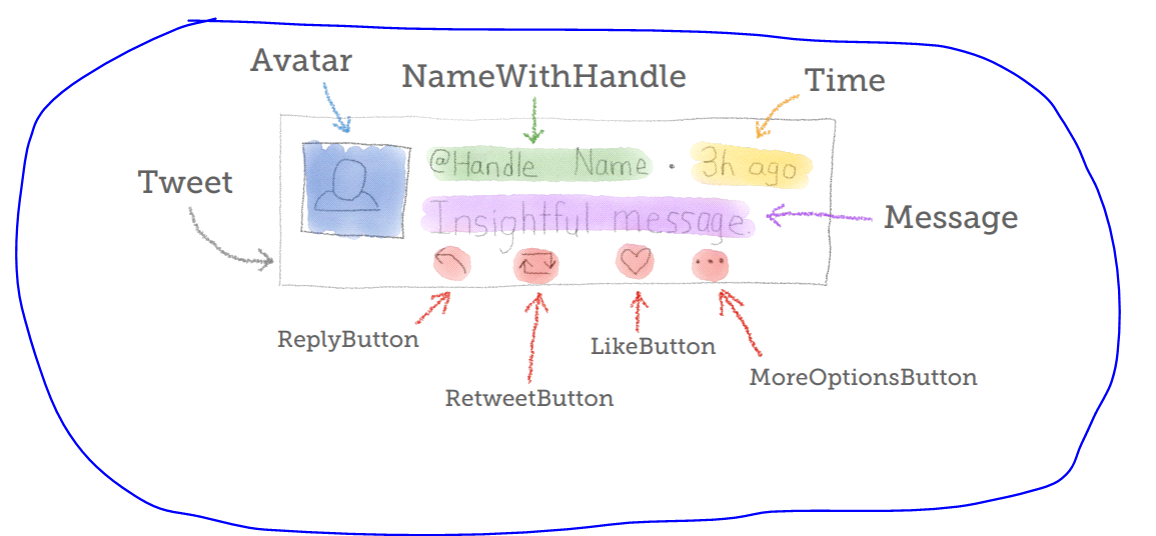 Avatar
NameWithHandle
Time
@Handle Name · 3h ago
Tweet
Insightful message.
Message
ReplyButton
LikeButton
RetweetButton
MoreOptionsButton